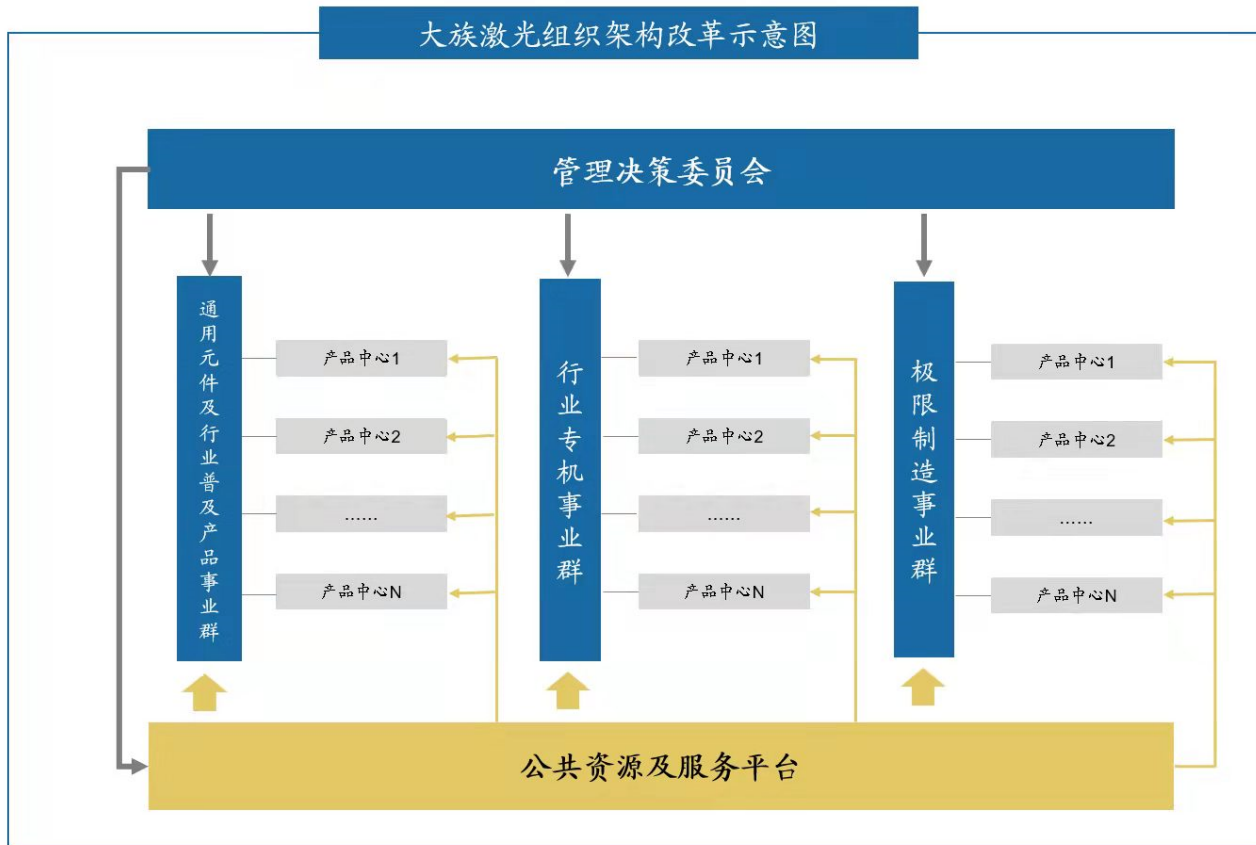 大族激光组织架构改革示意图
管理决策委员会
通用元件及行业普及产品事业群
产品中心1
产品中心2
......
产品中心N
行业专机事业群
产品中心1
产品中心2
......
产品中心N
极限制造事业群
产品中心1
产品中心2
......
产品中心N
公共资源及服务平台